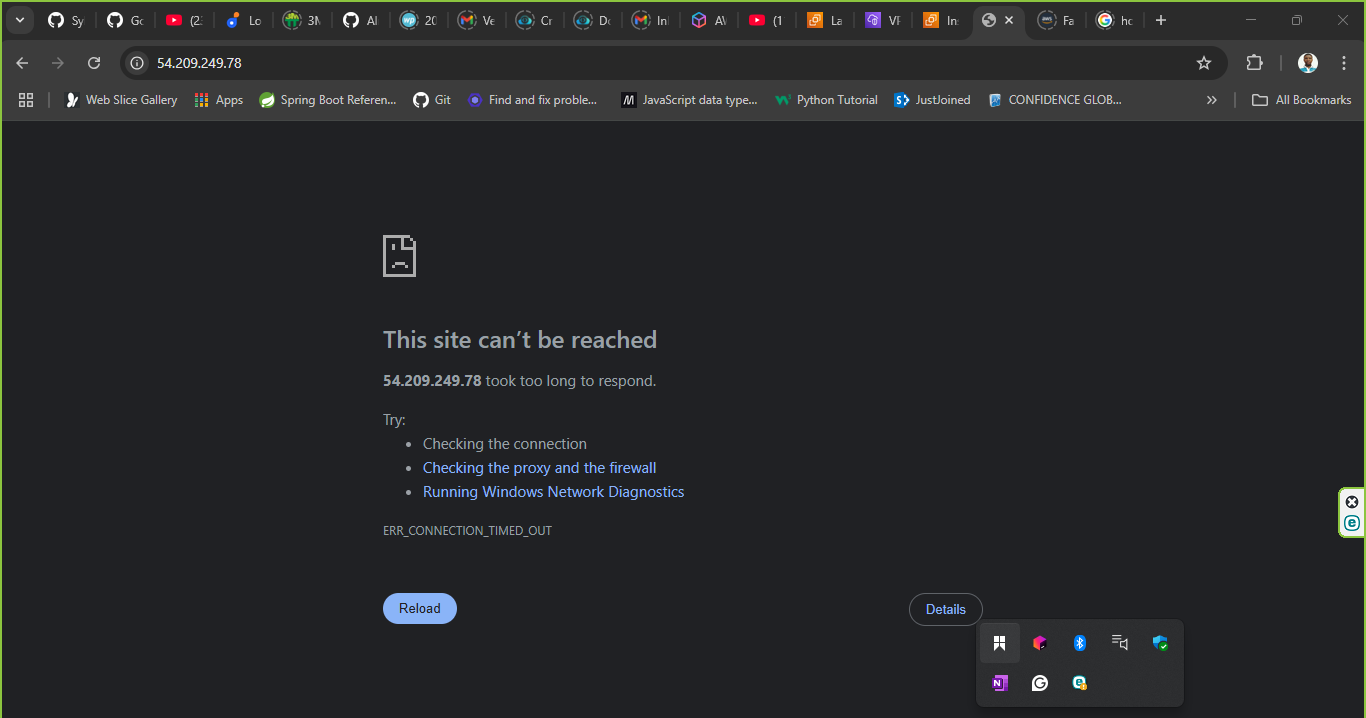 Sy
Gc
(2:
Lo
3N
Al
20
Ve
Cr
Dc
In
AV
(1
La
VF
In:
Fa
hc
54.209.249.78
Web Slice Gallery
Apps
Spring Boot Referen...
Git
Find and fix proble...
JavaScript data type...
Python Tutorial
JustJoined
CONFIDENCE GLOB...
All Bookmarks
This site can’t be reached
54.209.249.78 took too long to respond.
Try:
Checking the connection
Checking the proxy and the firewall
Running Windows Network Diagnostics
ERR_CONNECTION_TIMED_OUT
Reload
Details